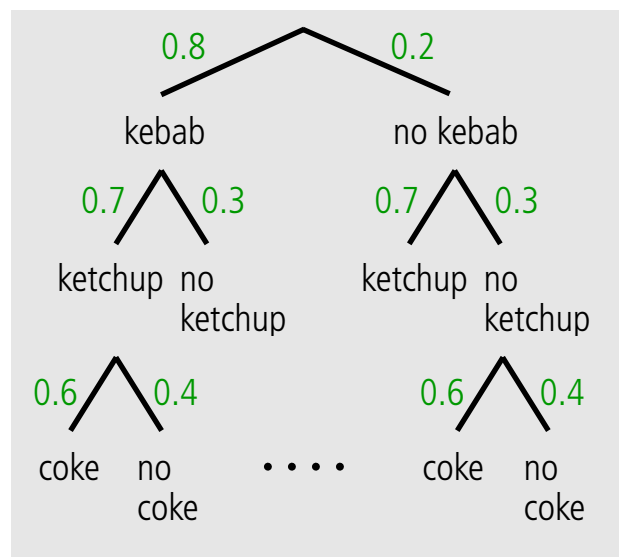 0.8 0.2
kebab no kebab
0.7 0.3 0.7 0.3
ketchup no ketchup no
ketchup ketchup
0.6 0.4 0.6 0.4
coke no .... coke no
coke coke